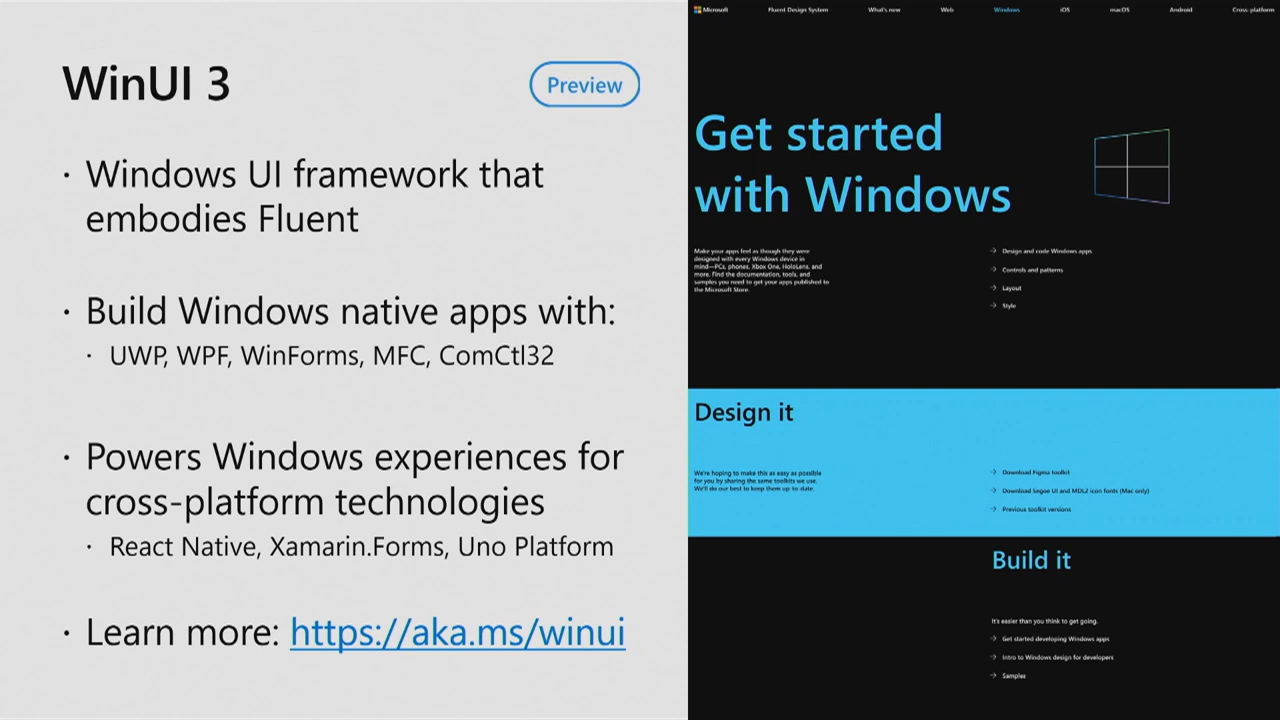 WinUI 3
Preview
· Windows UI framework that
embodies Fluent
· Build Windows native apps with:
· UWP, WPF, WinForms, MFC, ComCtl32
· Powers Windows experiences for
cross-platform technologies
· React Native, Xamarin.Forms, Uno Platform
· Learn more: https://aka.ms/winui
Microsoft Fluent Design System What's new Web Windows iOS macOS Android Cross-platform
Get started
with Windows
Make your apps feel as though they were
designed with every Windows device in
mind—PCs, phones, Xbox One, HoloLens, and
more. Find the documentation, tools, and
samples you need to get your apps published to
the Microsoft Store.
→ Design and code Windows apps
→ Controls and patterns
→ Layout
→ Style
Design it
We're hoping to make this as easy as possible
for you by sharing the same toolkits we use.
We'll do our best to keep them up-to-date.
→ Download Figma toolkit
→ Download Segoe UI and MDL2 icon fonts (Mac only)
→ Previous toolkit versions
Build it
It's easier than you think to get going.
→ Get started developing Windows apps
→ Intro to Windows design for developers
→ Samples